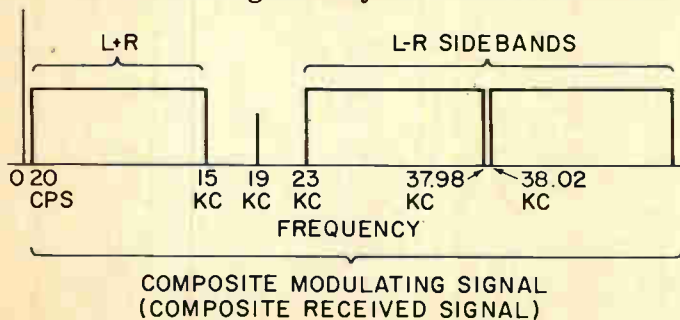 L+R L-R SIDEBANDS
0 20 15 19 23 37.98 38.02
CPS KC KC KC KC KC
FREQUENCY
COMPOSITE MODULATING SIGNAL
(COMPOSITE RECEIVED SIGNAL)